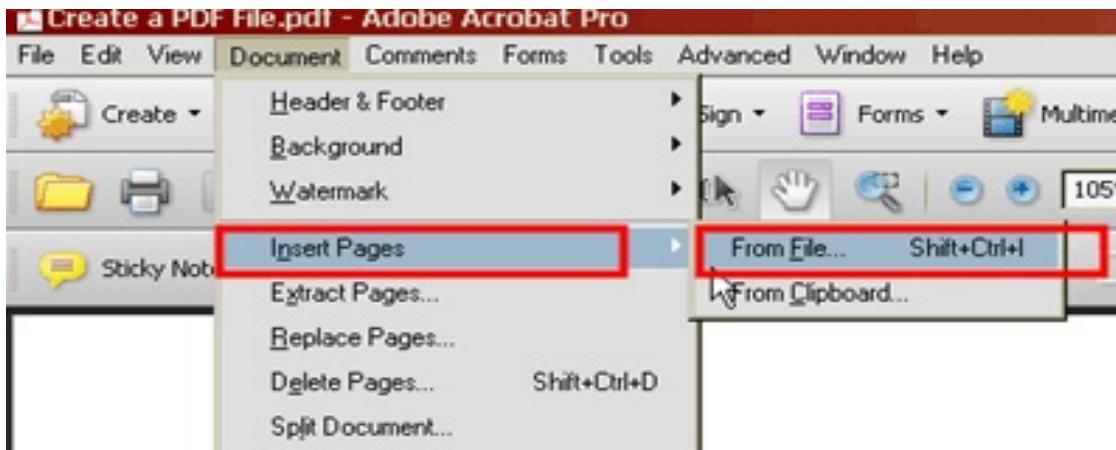 Create a PDF File.pdf - Adobe Acrobat Pro
File Edit View Document Comments Forms Tools Advanced Window Help
Create Sign Forms
Header & Footer
Background
Watermark
105
Insert Pages
From File... Shift+Ctrl+I
Sticky
From Clipboard...
Extract Pages...
Replace Pages...
Delete Pages... Shift+Ctrl+D
Split Document...